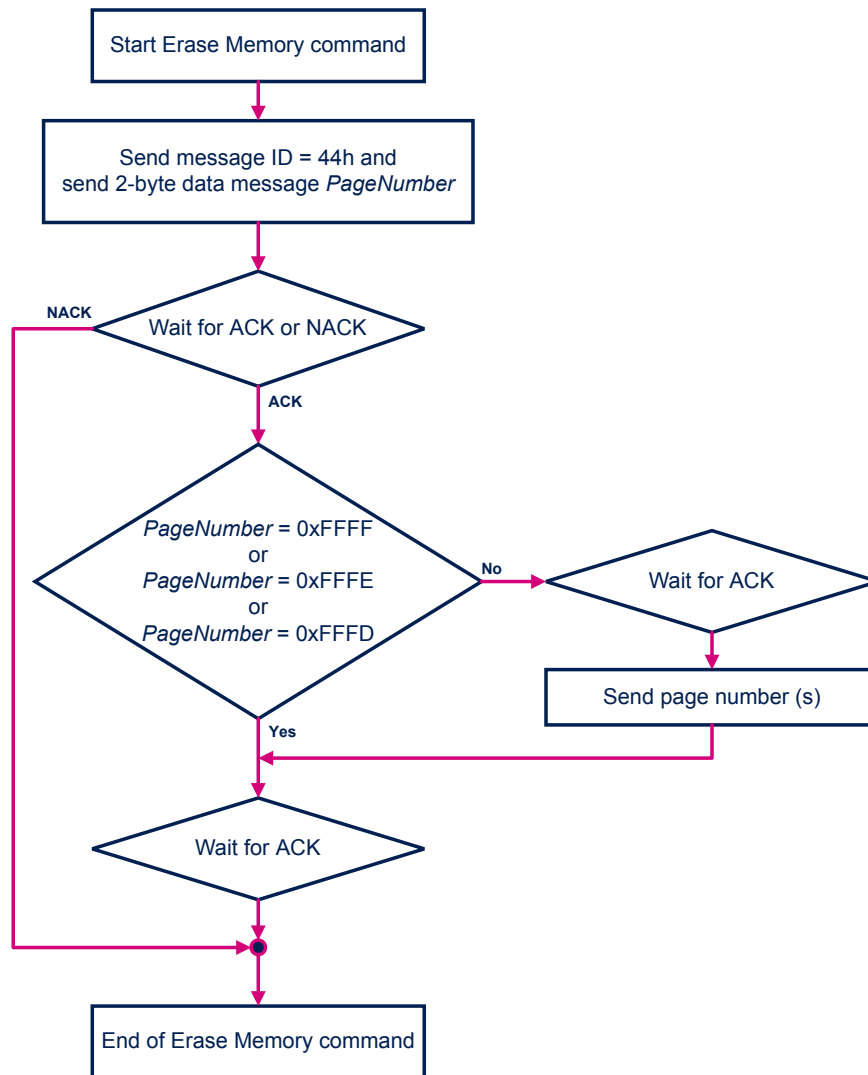 Start Erase Memory command
Send message ID = 44h and
send 2-byte data message PageNumber
NACK
Wait for ACK or NACK
ACK
PageNumber = 0xFFFF
or
PageNumber = 0xFFFE
or
PageNumber = 0xFFFD
No
Wait for ACK
Send page number (s)
Yes
Wait for ACK
End of Erase Memory command